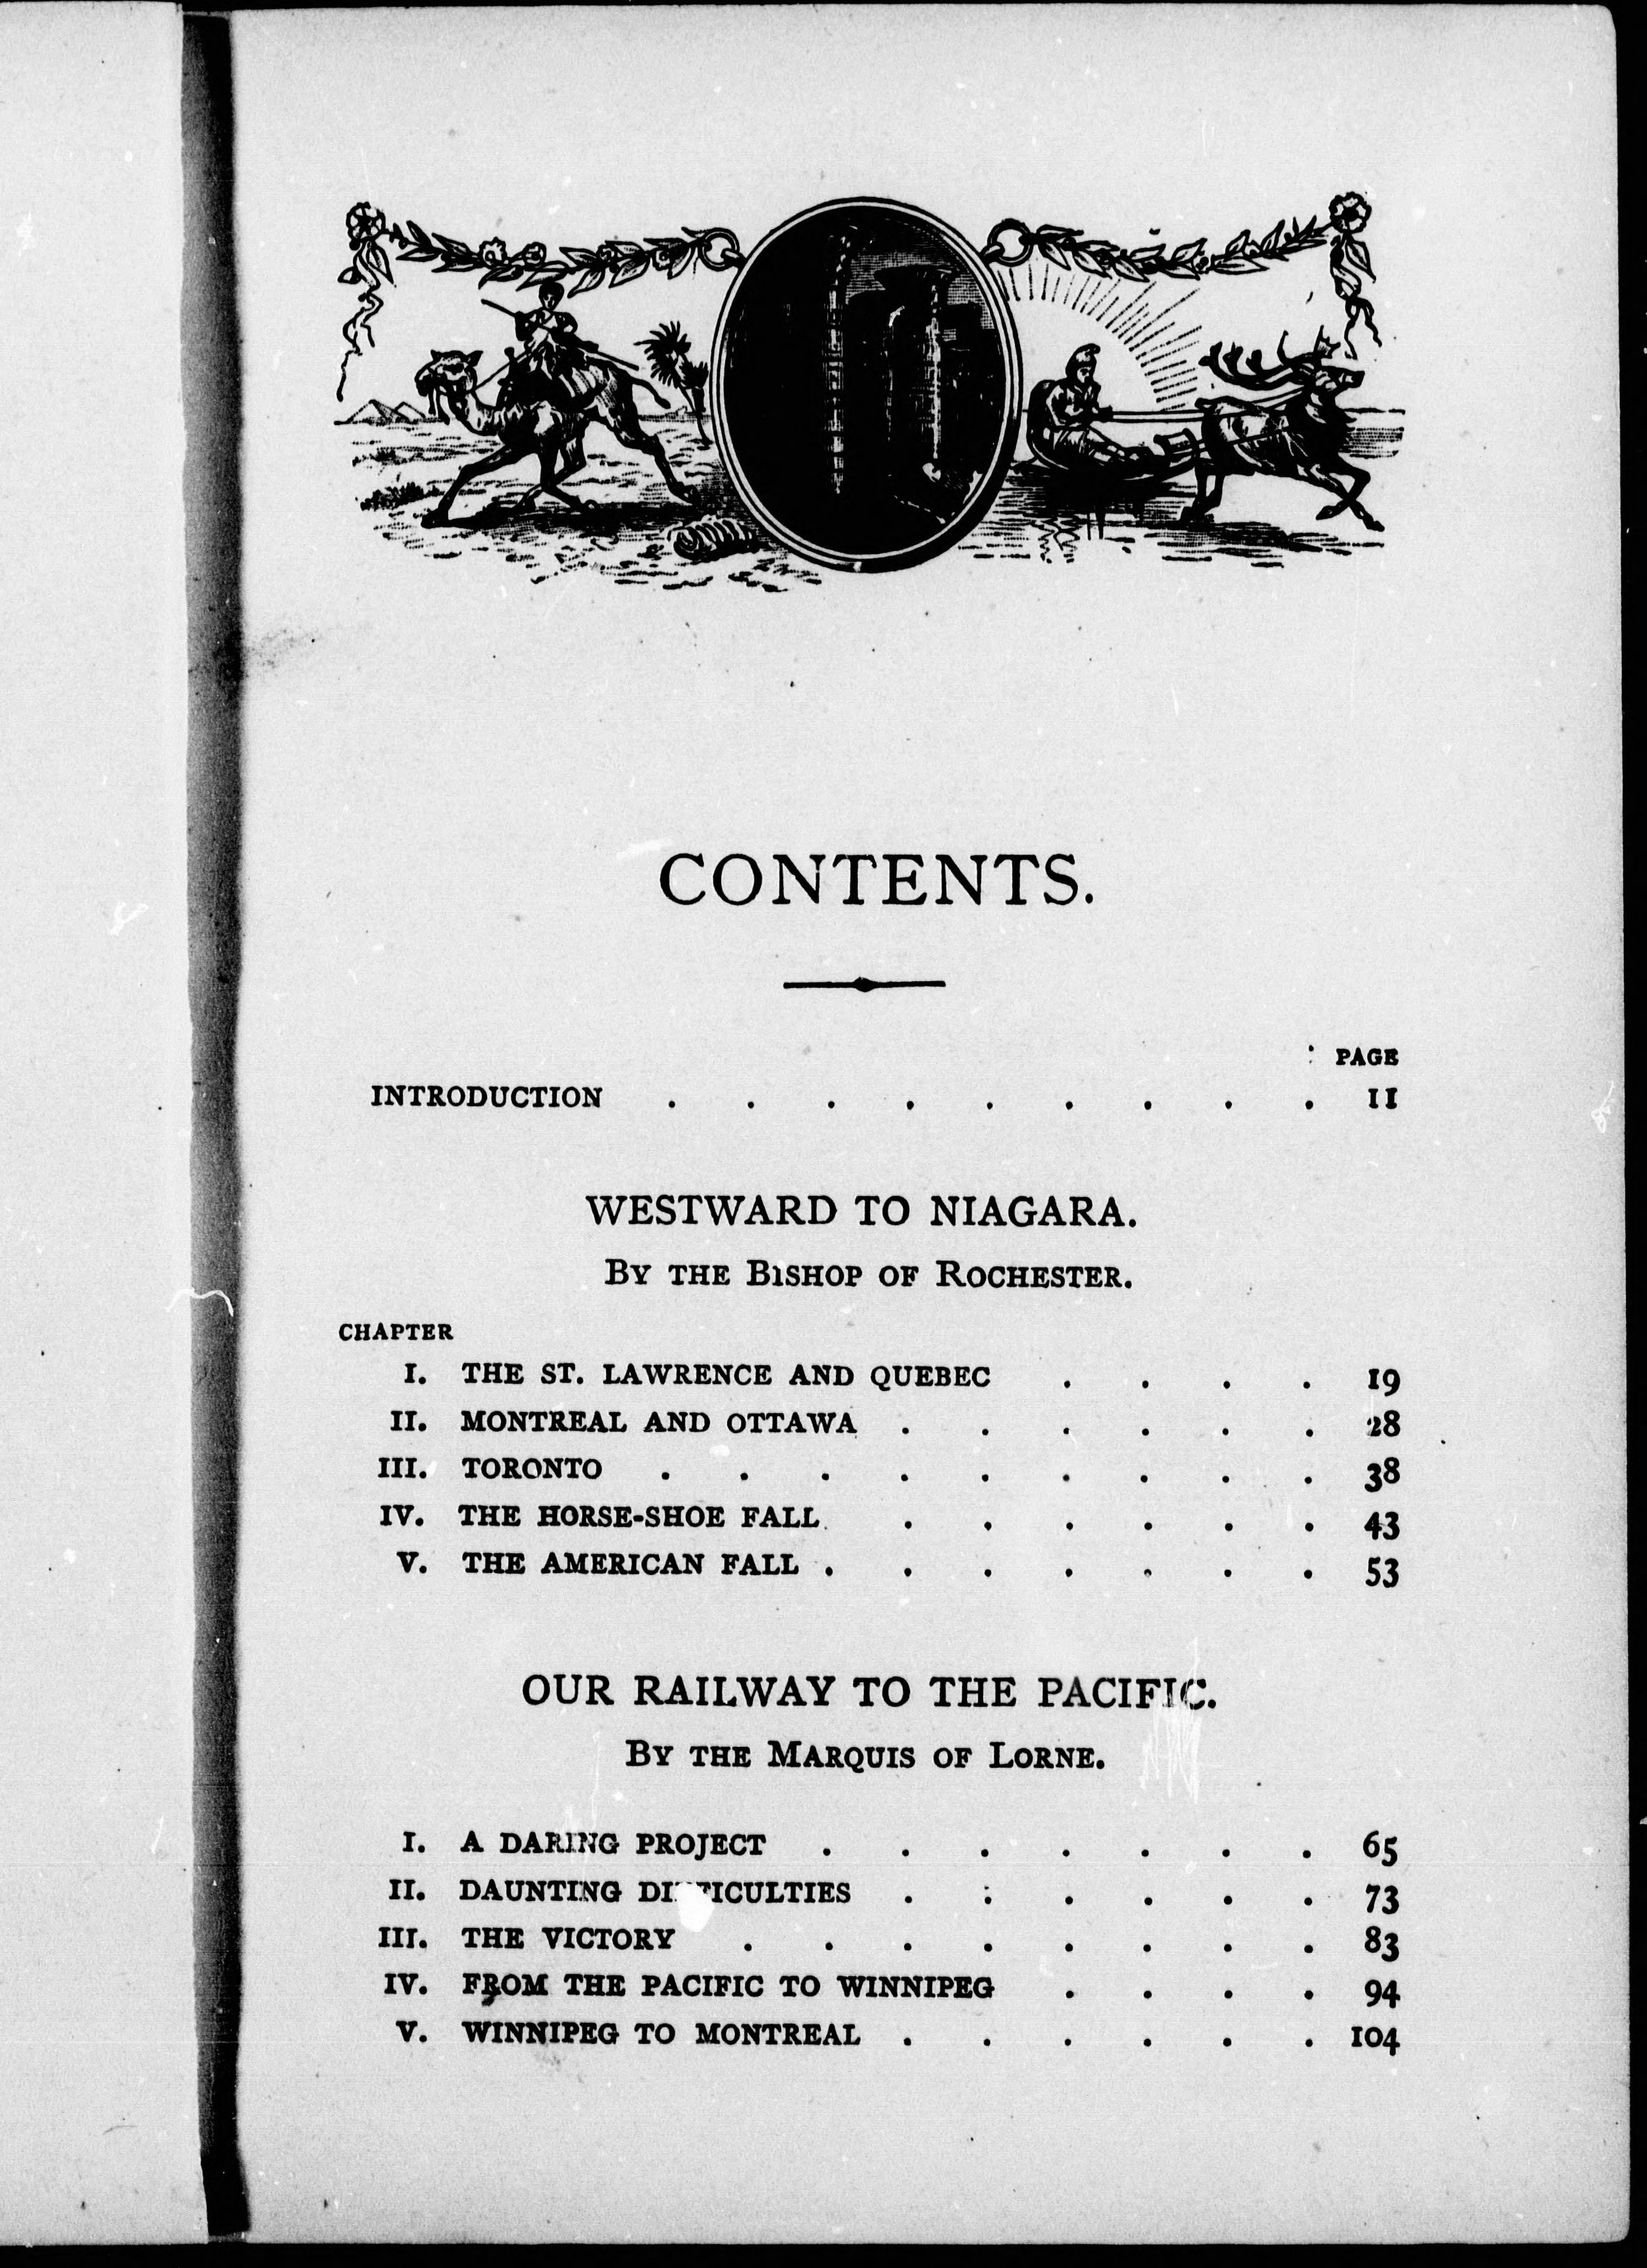 CONTENTS.
PAGE
INTRODUCTION . . . . . . . . . 11
WESTWARD TO NIAGARA.
BY THE BISHOP OF ROCHESTER.
CHAPTER
I. THE ST. LAWRENCE AND QUEBEC . . . . 19
II. MONTREAL AND OTTAWA . . . . . . 28
III. TORONTO . . . . . . . . . 38
IV. THE HORSE-SHOE FALL . . . . . . 43
V. THE AMERICAN FALL . . . . . . . 53
OUR RAILWAY TO THE PACIFIC.
BY THE MARQUIS OF LORNE.
I. A DARING PROJECT . . . . . . . 65
II. DAUNTING DIFFICULTIES . . . . . . 73
III. THE VICTORY . . . . . . . . 83
IV. FROM THE PACIFIC TO WINNIPEG . . . . 94
V. WINNIPEG TO MONTREAL . . . . . . 104